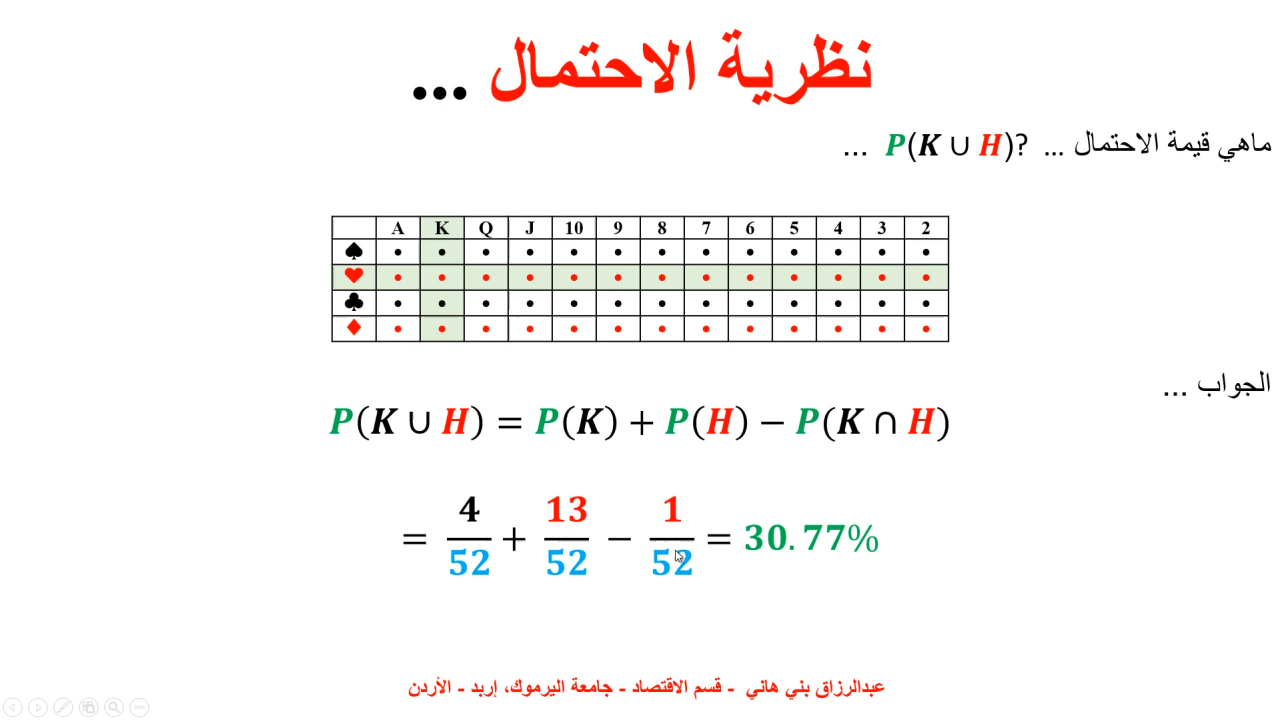 نظرية الاحتمال ...
ماهي قيمة الاحتمال ... P(K ∪ H)? ...
A K Q J 10 9 8 7 6 5 4 3 2
♠ • • • • • • • • • • • • •
♥ • • • • • • • • • • • • •
♣ • • • • • • • • • • • • •
♦ • • • • • • • • • • • • •
الجواب ...
P(K ∪ H) = P(K) + P(H) − P(K ∩ H)
= 4/52 + 13/52 − 1/52 = 30.77%
عبدالرزاق بني هاني - قسم الاقتصاد - جامعة اليرموك، إربد - الأردن